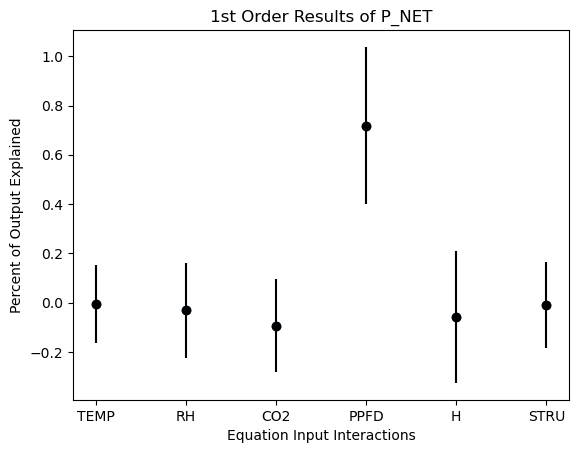 1st Order Results of P_NET
Percent of Output Explained
1.0
0.8
0.6
0.4
0.2
0.0
−0.2
TEMP RH CO2 PPFD H STRU
Equation Input Interactions